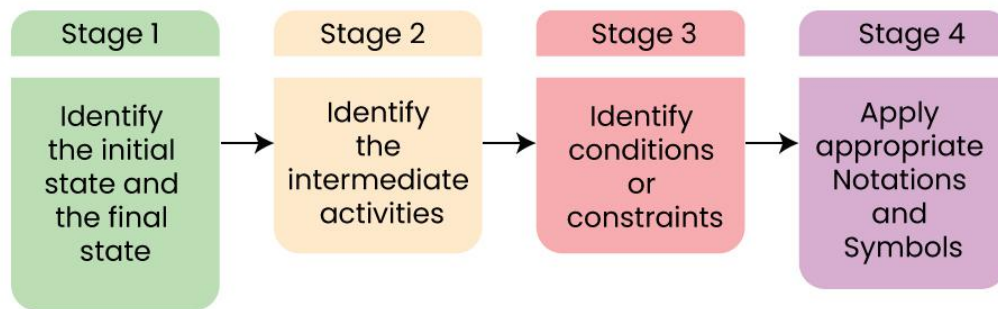 Stage 1
Identify
the initial
state and
the final
state
Stage 2
Identify
the
intermediate
activities
Stage 3
Identify
conditions
or
constraints
Stage 4
Apply
appropriate
Notations
and
Symbols